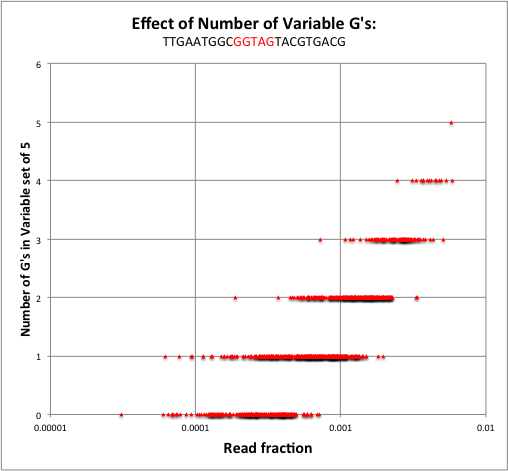 Effect of Number of Variable G's:
TTGAATGGCGGTAGTACGTGACG
Number of G's in Variable set of 5
6
5
4
3
2
1
0
0.00001
0.0001
0.001
0.01
Read fraction